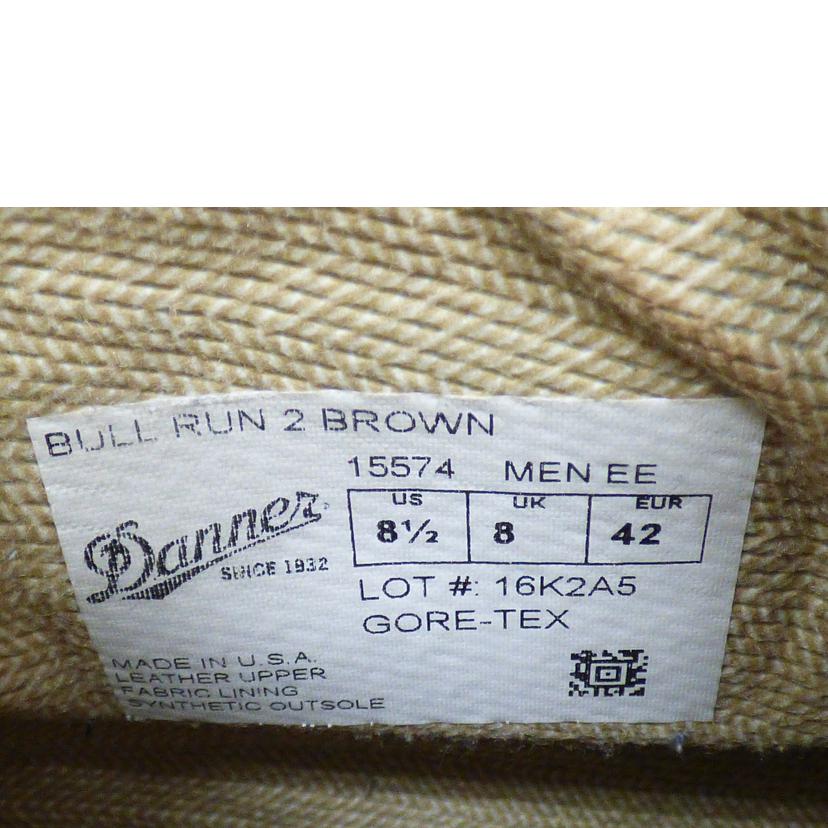 BULL RUN 2 BROWN
15574 MEN EE
US UK EUR
8½ 8 42
Danner
SINCE 1932
LOT #: 16K2A5
GORE-TEX
MADE IN U.S.A.
LEATHER UPPER
FABRIC LINING
SYNTHETIC OUTSOLE